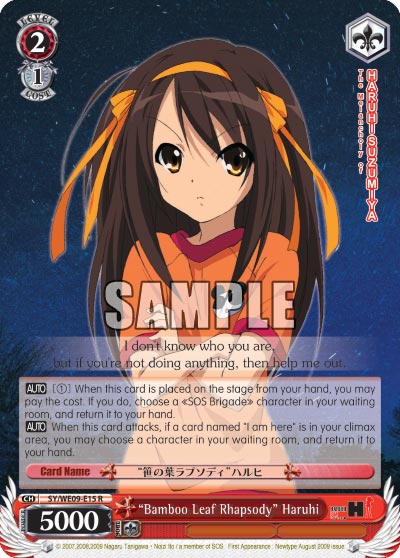 LEVEL
2
1
COST
The Melancholy of
HARUHI SUZUMIYA
SAMPLE
I don't know who you are,
but if you're not doing anything, then help me out.
AUTO [①] When this card is placed on the stage from your hand, you may
pay the cost. If you do, choose a «SOS Brigade» character in your waiting
room, and return it to your hand.
AUTO When this card attacks, if a card named "I am here" is in your climax
area, you may choose a character in your waiting room, and return it to
your hand.
Card Name
"笹の葉ラプソディ"ハルヒ
CH
SY/WE09-E15 R
5000
"Bamboo Leaf Rhapsody" Haruhi
© 2007,2008,2009 Nagaru Tanigawa・Noizi Ito / a member of SOS First Appearance: Newtype August 2009 issue